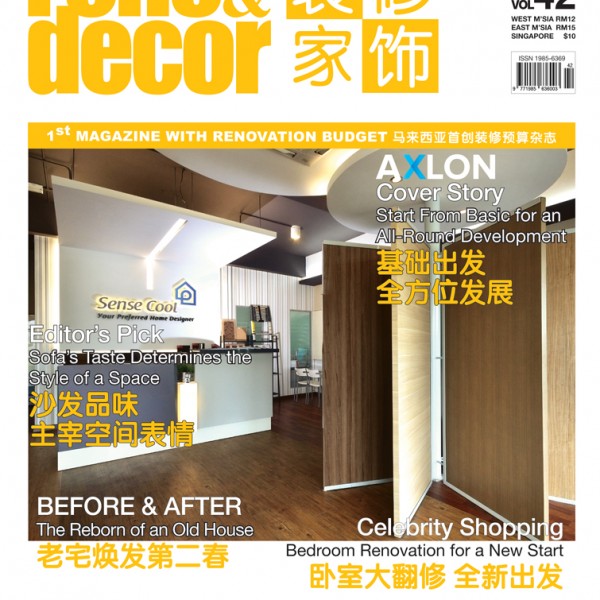 reno&
decor
装修
家饰
VOL 42
WEST M'SIA RM12
EAST M'SIA RM15
SINGAPORE $10
ISSN 1985-6369
42
9 771985 636003
1st MAGAZINE WITH RENOVATION BUDGET 马来西亚首创装修预算杂志
AXLON
Cover Story
Start From Basic for an
All-Round Development
基础出发
全方位发展
Sense Cool
Your Preferred Home Designer
Editor's Pick
Sofa's Taste Determines the
Style of a Space
沙发品味
主宰空间表情
BEFORE & AFTER
The Reborn of an Old House
老宅焕发第二春
Celebrity Shopping
Bedroom Renovation for a New Start
卧室大翻修 全新出发